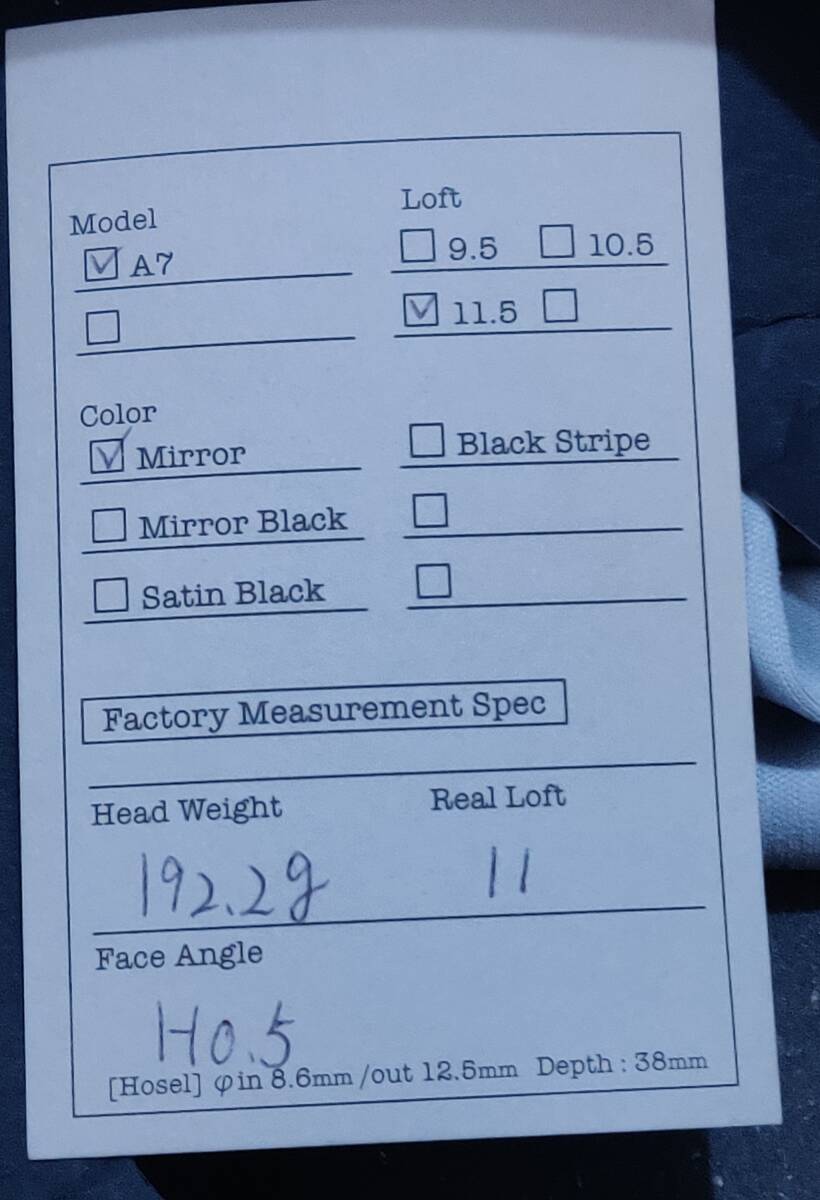 Model
A7
Loft
9.5 10.5
11.5
Color
Mirror Black Stripe
Mirror Black
Satin Black
Factory Measurement Spec
Head Weight Real Loft
192.2g 11
Face Angle
H0.5
[Hosel] φin 8.6mm/out 12.5mm Depth : 38mm